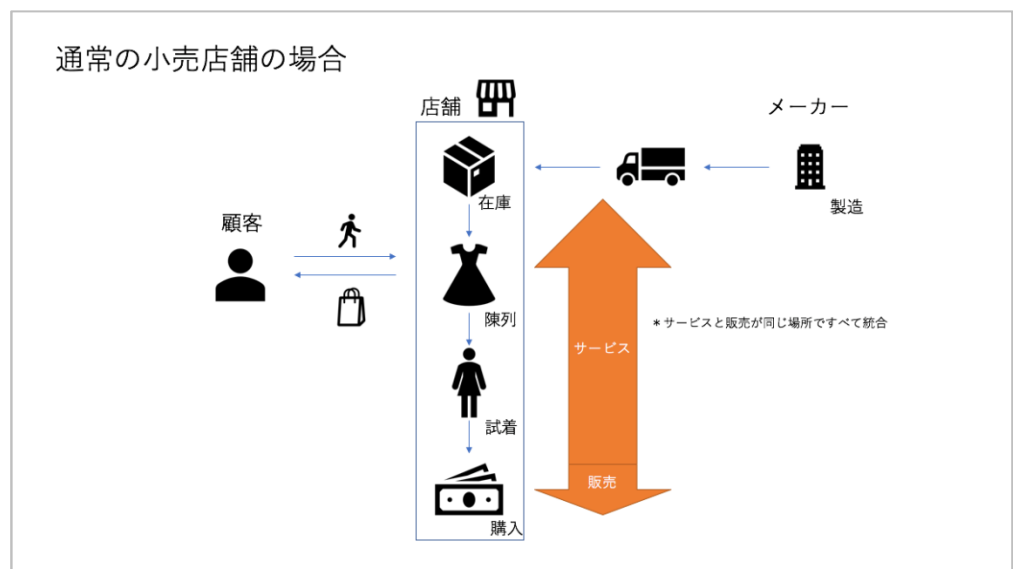 通常の小売店舗の場合
店舗
メーカー
在庫
製造
顧客
陳列
＊サービスと販売が同じ場所ですべて統合
サービス
試着
販売
購入